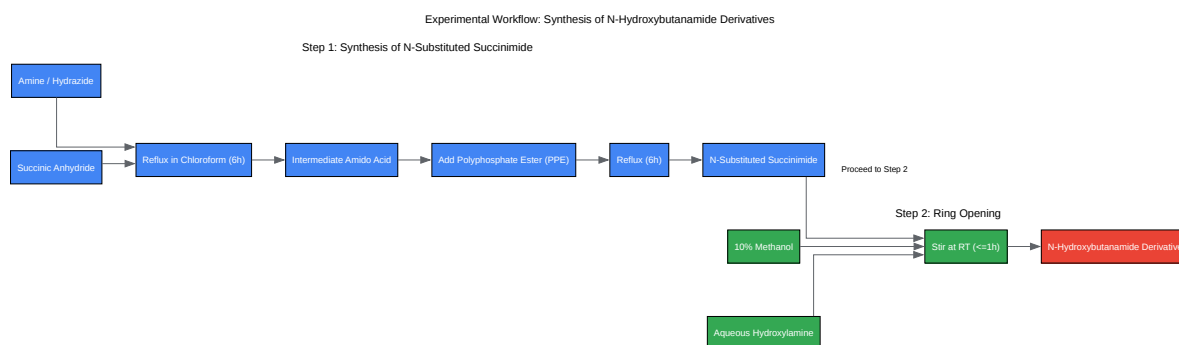 Experimental Workflow: Synthesis of N-Hydroxybutanamide Derivatives
Step 1: Synthesis of N-Substituted Succinimide
Amine / Hydrazide
Succinic Anhydride
Reflux in Chloroform (6h)
Intermediate Amido Acid
Add Polyphosphate Ester (PPE)
Reflux (6h)
N-Substituted Succinimide
Proceed to Step 2
Step 2: Ring Opening
10% Methanol
Stir at RT (<=1h)
N-Hydroxybutanamide Derivative
Aqueous Hydroxylamine